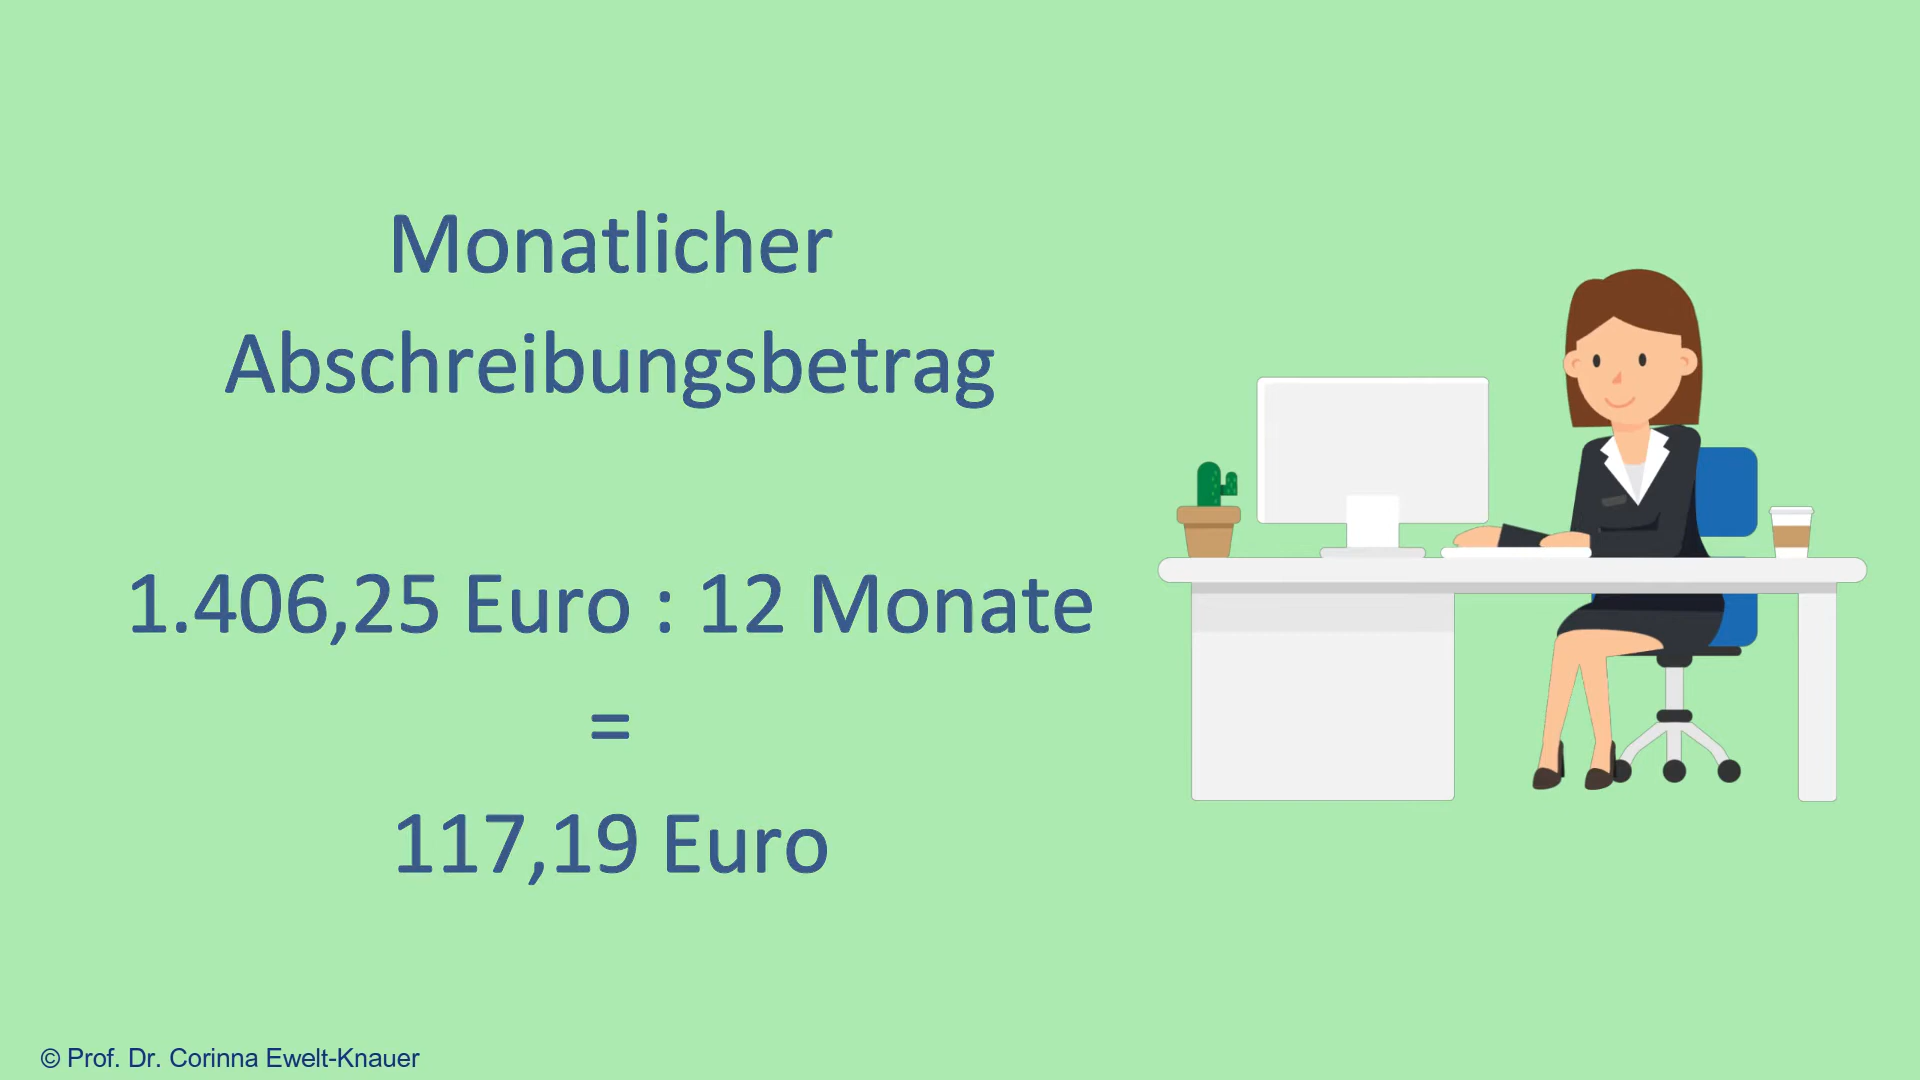 Monatlicher
Abschreibungsbetrag
1.406,25 Euro : 12 Monate
=
117,19 Euro
© Prof. Dr. Corinna Ewelt-Knauer